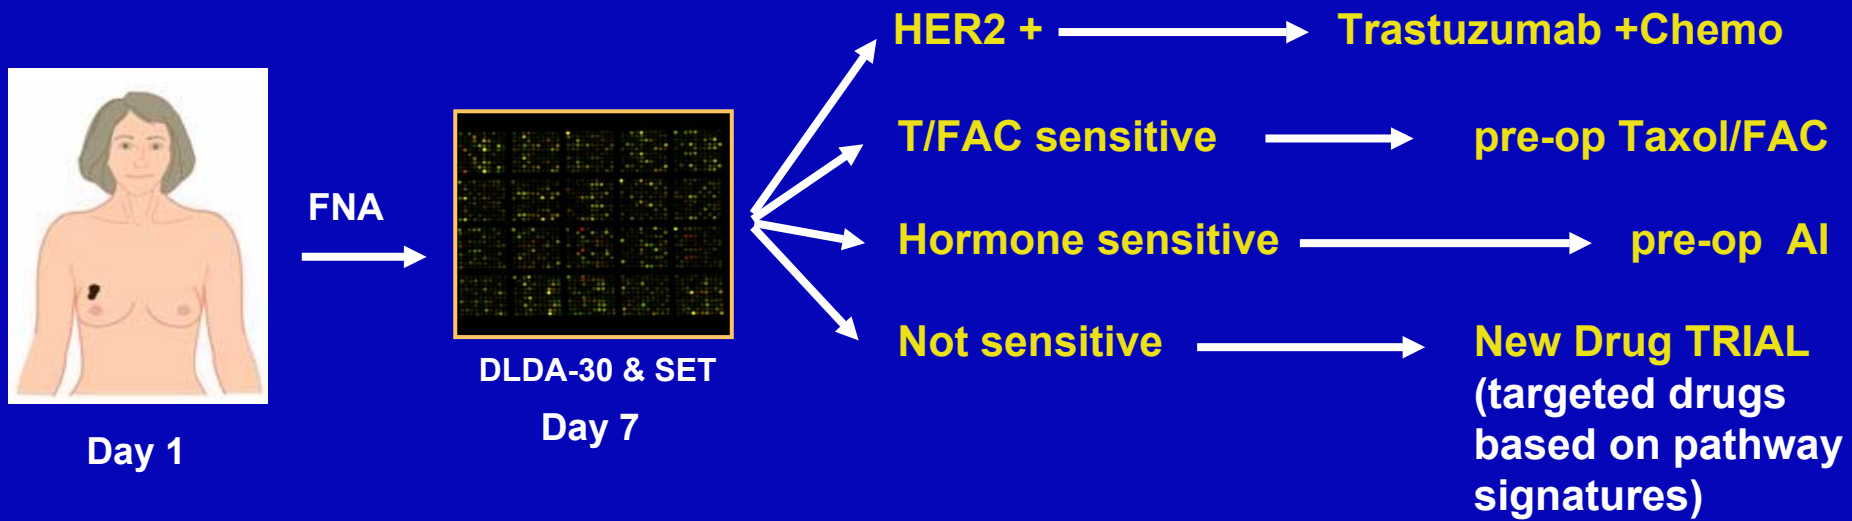 Day 1
FNA
DLDA-30 & SET
Day 7
HER2 + Trastuzumab +Chemo
T/FAC sensitive pre-op Taxol/FAC
Hormone sensitive pre-op AI
Not sensitive New Drug TRIAL
(targeted drugs
based on pathway
signatures)